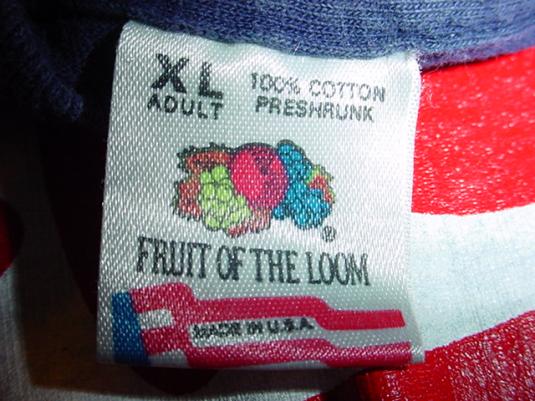 XL 100% COTTON
ADULT PRESHRUNK
®
FRUIT OF THE LOOM
MADE IN U.S.A.